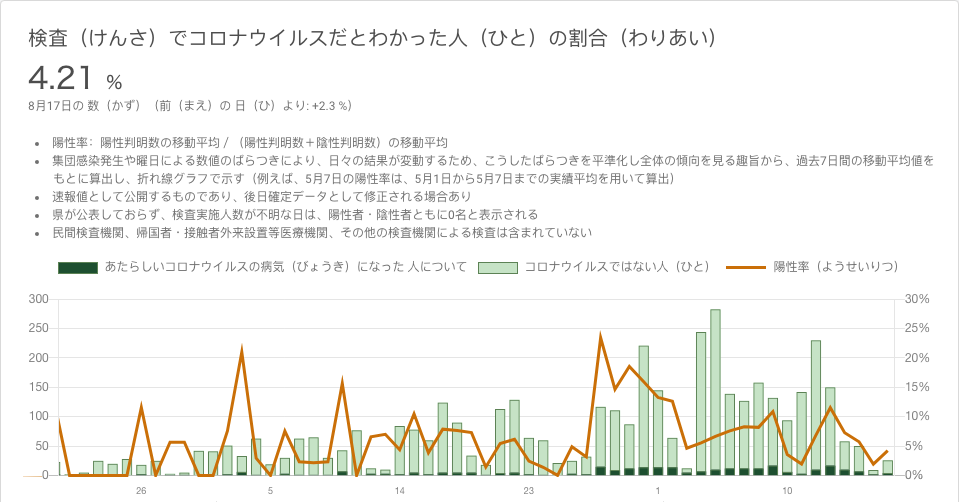 検査（けんさ）でコロナウイルスだとわかった人（ひと）の割合（わりあい）
4.21 %
8月17日の 数（かず）（前（まえ）の 日（ひ）より: +2.3 %）
• 陽性率：陽性判明数の移動平均 / （陽性判明数＋陰性判明数）の移動平均
• 集団感染発生や曜日による数値のばらつきにより、日々の結果が変動するため、こうしたばらつきを平準化し全体の傾向を見る趣旨から、過去7日間の移動平均値を
もとに算出し、折れ線グラフで示す（例えば、5月7日の陽性率は、5月1日から5月7日までの実績平均を用いて算出）
• 速報値として公開するものであり、後日確定データとして修正される場合あり
• 県が公表しておらず、検査実施人数が不明な日は、陽性者・陰性者ともに0名と表示される
• 民間検査機関、帰国者・接触者外来設置等医療機関、その他の検査機関による検査は含まれていない
あたらしいコロナウイルスの病気（びょうき）になった 人について コロナウイルスではない人（ひと） 陽性率（ようせいりつ）
300 30%
250 25%
200 20%
150 15%
100 10%
50 5%
0 0%
26 5 14 23 1 10